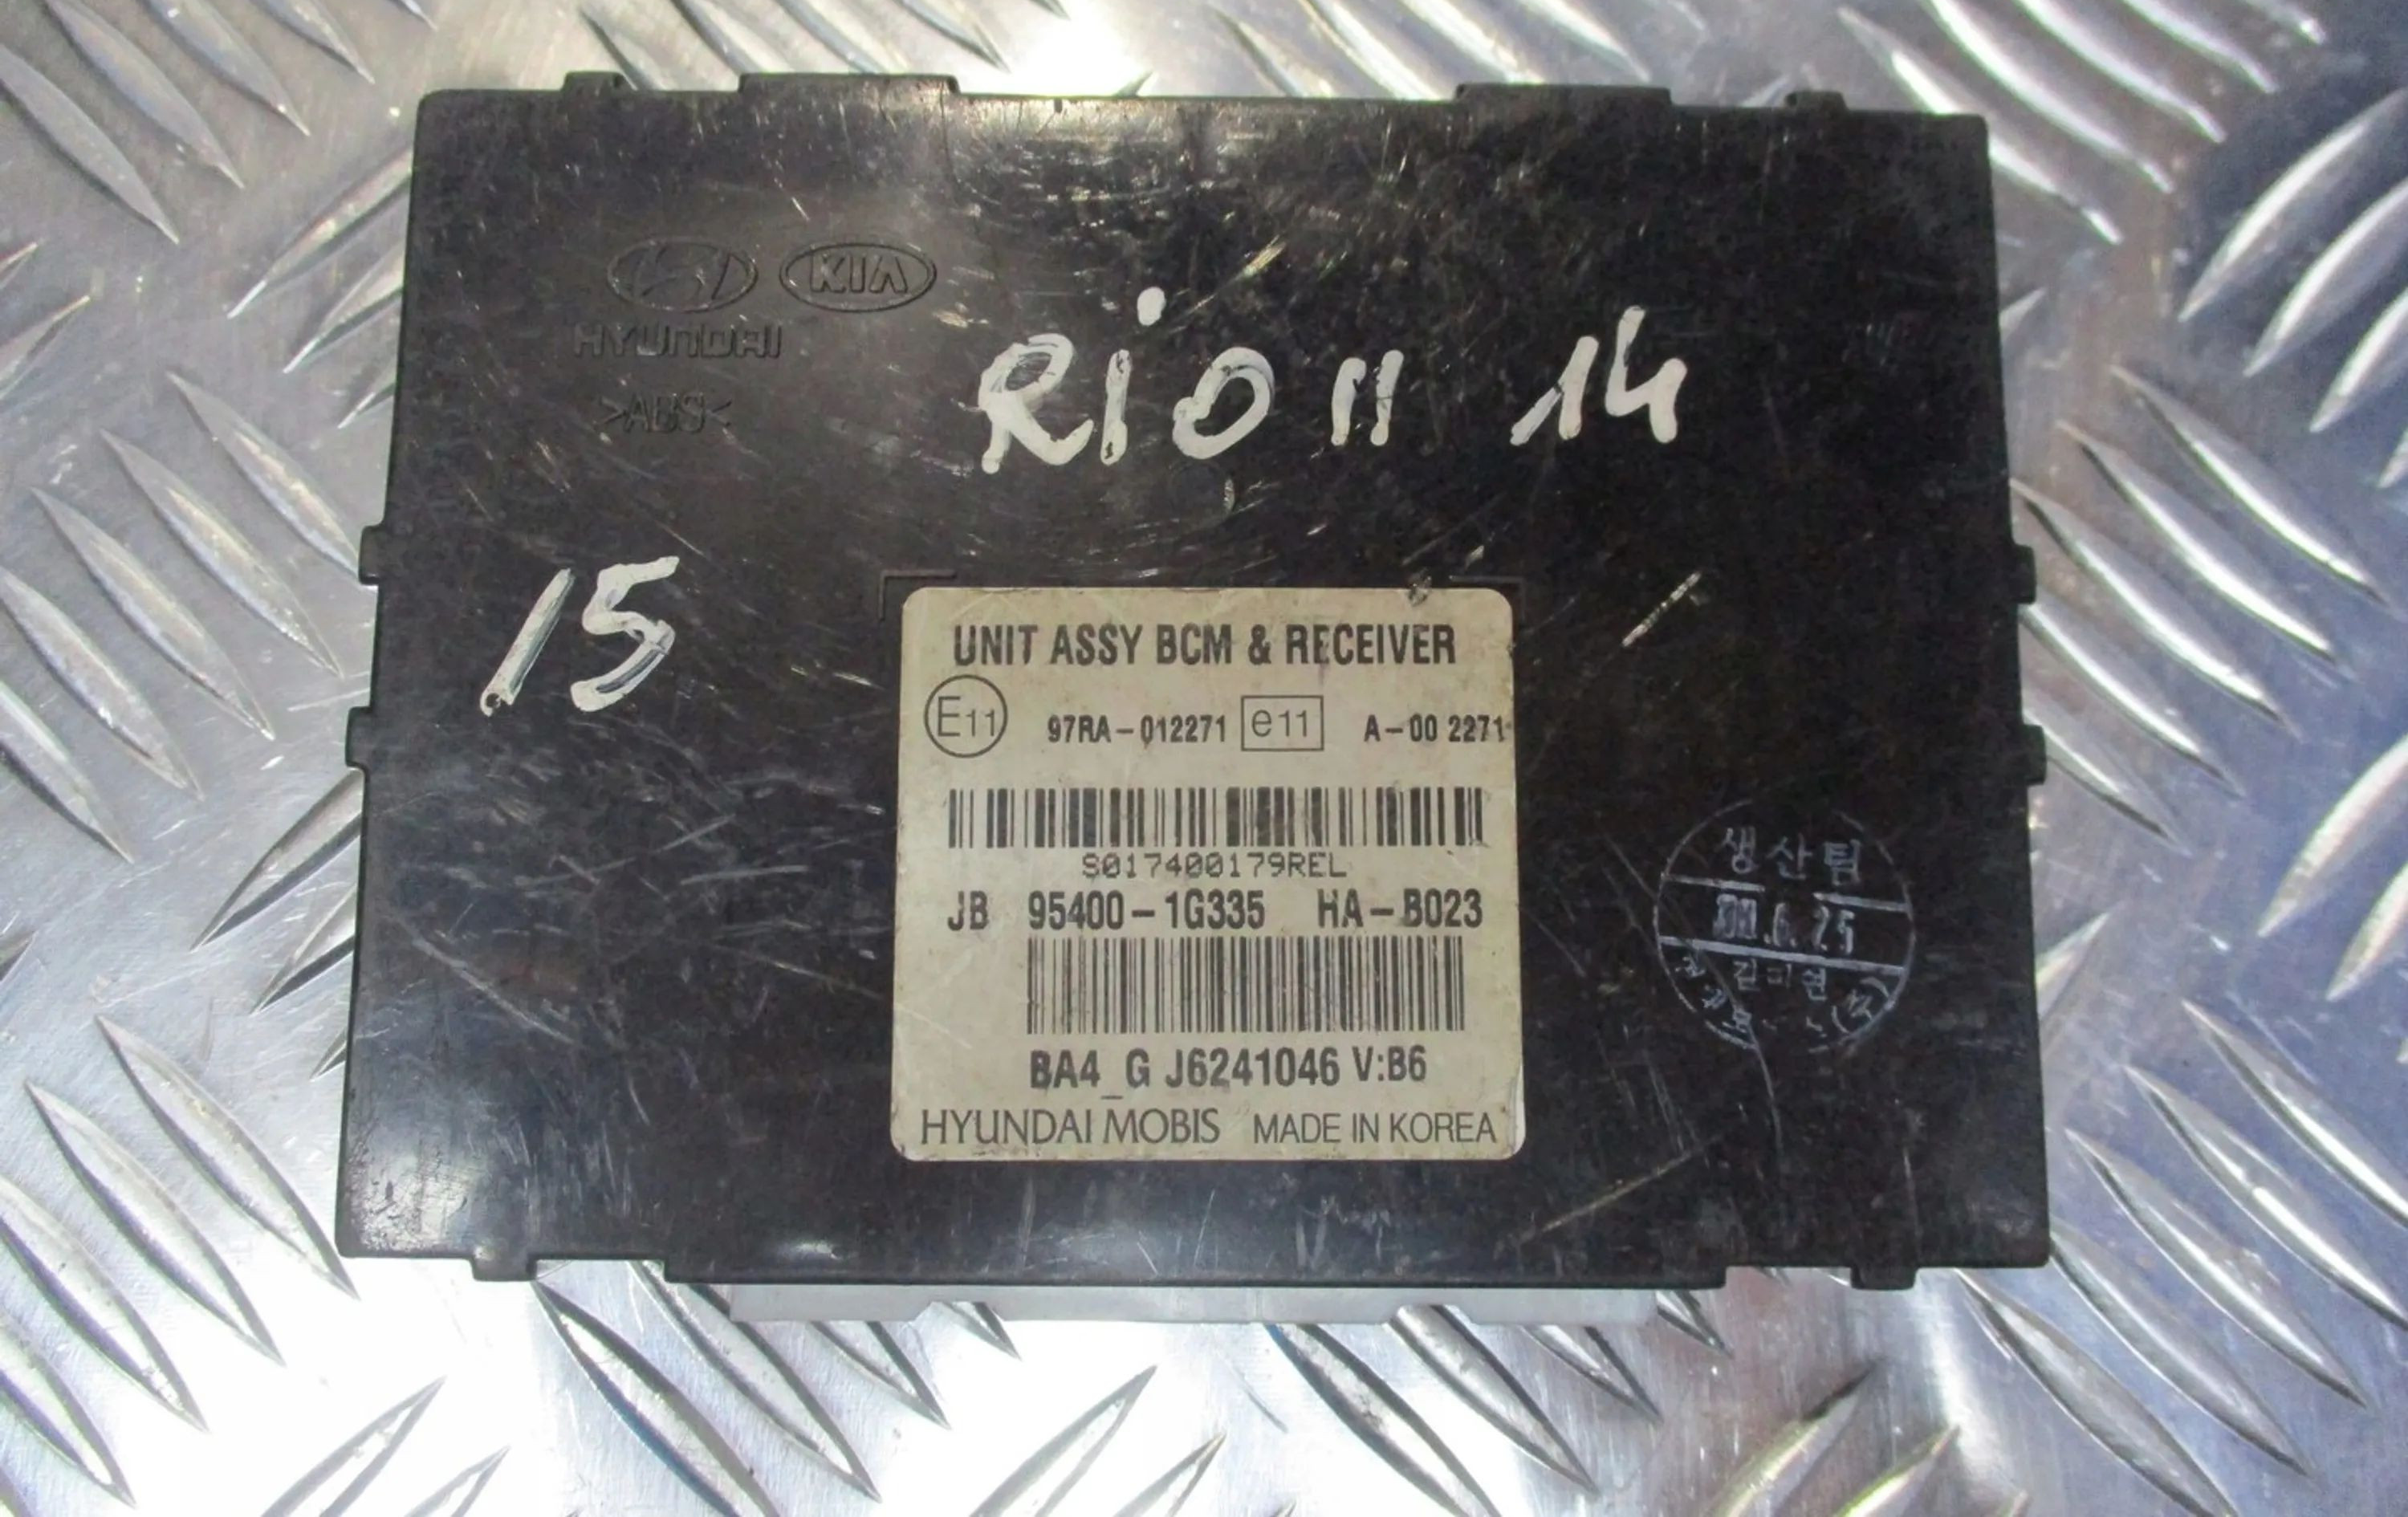 KIA
HYUNDAI
>ABS<
RiO II 14
15
UNIT ASSY BCM & RECEIVER
E11 97RA-012271 e11 A-00 2271
S017400179REL
JB 95400-1G335 HA-B023
BA4_G J6241046 V:B6
HYUNDAI MOBIS MADE IN KOREA
생산팀